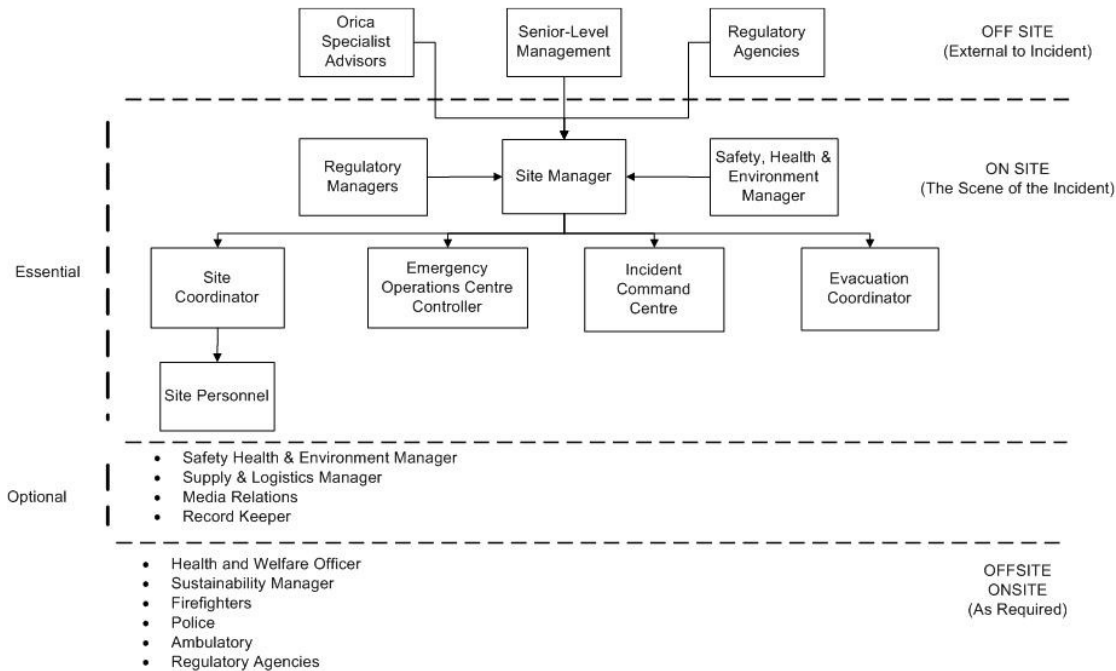 Orica
Specialist
Advisors
Senior-Level
Management
Regulatory
Agencies
OFF SITE
(External to Incident)
Regulatory
Managers
Site Manager
Safety, Health &
Environment
Manager
ON SITE
(The Scene of the Incident)
Essential
Site
Coordinator
Emergency
Operations Centre
Controller
Incident
Command
Centre
Evacuation
Coordinator
Site Personnel
Optional
• Safety Health & Environment Manager
• Supply & Logistics Manager
• Media Relations
• Record Keeper
• Health and Welfare Officer
• Sustainability Manager
• Firefighters
• Police
• Ambulatory
• Regulatory Agencies
OFFSITE
ONSITE
(As Required)